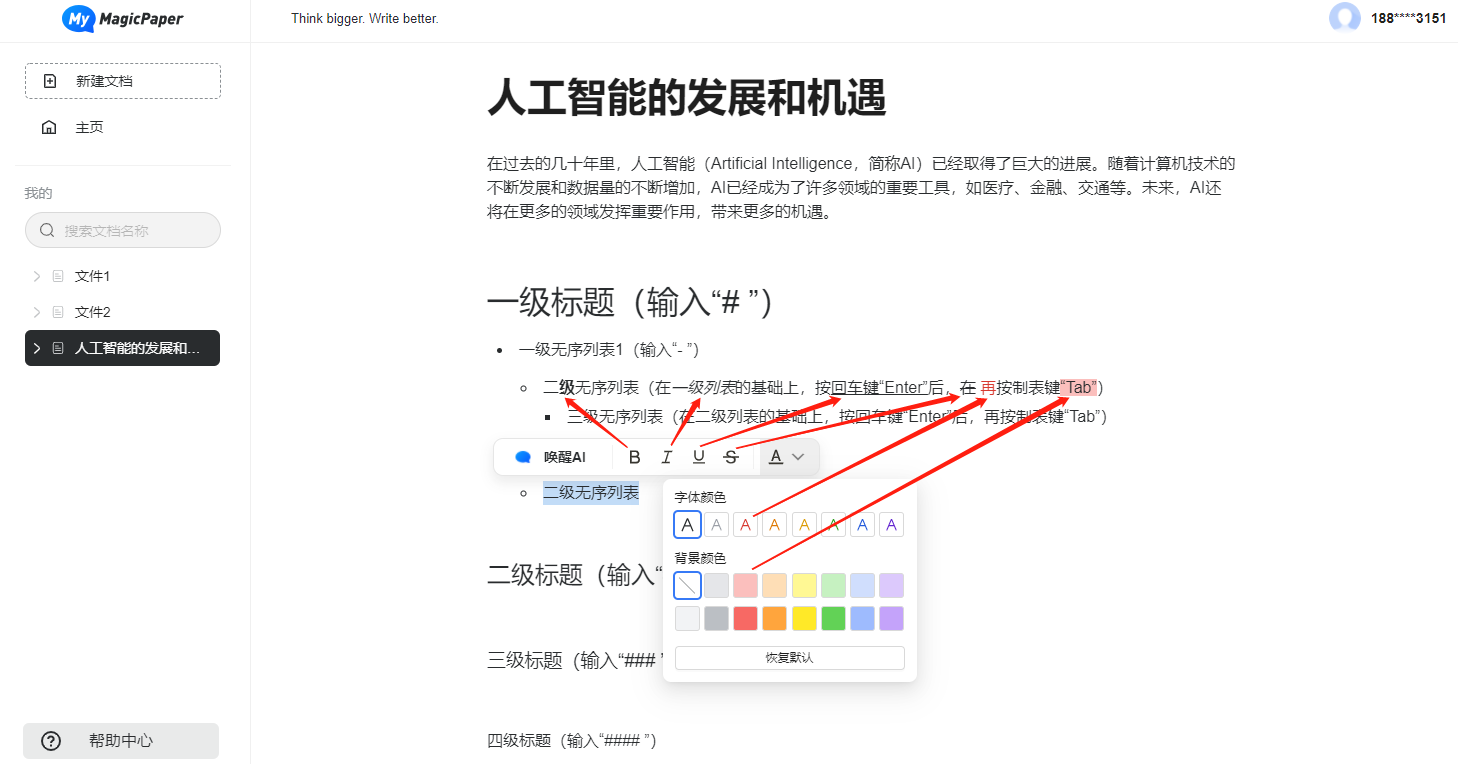 My MagicPaper
Think bigger. Write better.
188****3151
新建文档
主页
我的
搜索文档名称
文件1
文件2
人工智能的发展和...
帮助中心
人工智能的发展和机遇
在过去的几十年里，人工智能（Artificial Intelligence，简称AI）已经取得了巨大的进展。随着计算机技术的
不断发展和数据量的不断增加，AI已经成为了许多领域的重要工具，如医疗、金融、交通等。未来，AI还
将在更多的领域发挥重要作用，带来更多的机遇。
一级标题（输入“# ”）
一级无序列表1（输入“- ”）
二级无序列表（在一级列表的基础上，按回车键“Enter”后，在 再按制表键“Tab”）
三级无序列表（在二级列表的基础上，按回车键“Enter”后，再按制表键“Tab”）
唤醒AI B I U S A
二级无序列表
字体颜色
A A A A A A A A
背景颜色
恢复默认
二级标题（输入“
三级标题（输入“### ”
四级标题（输入“#### ”）